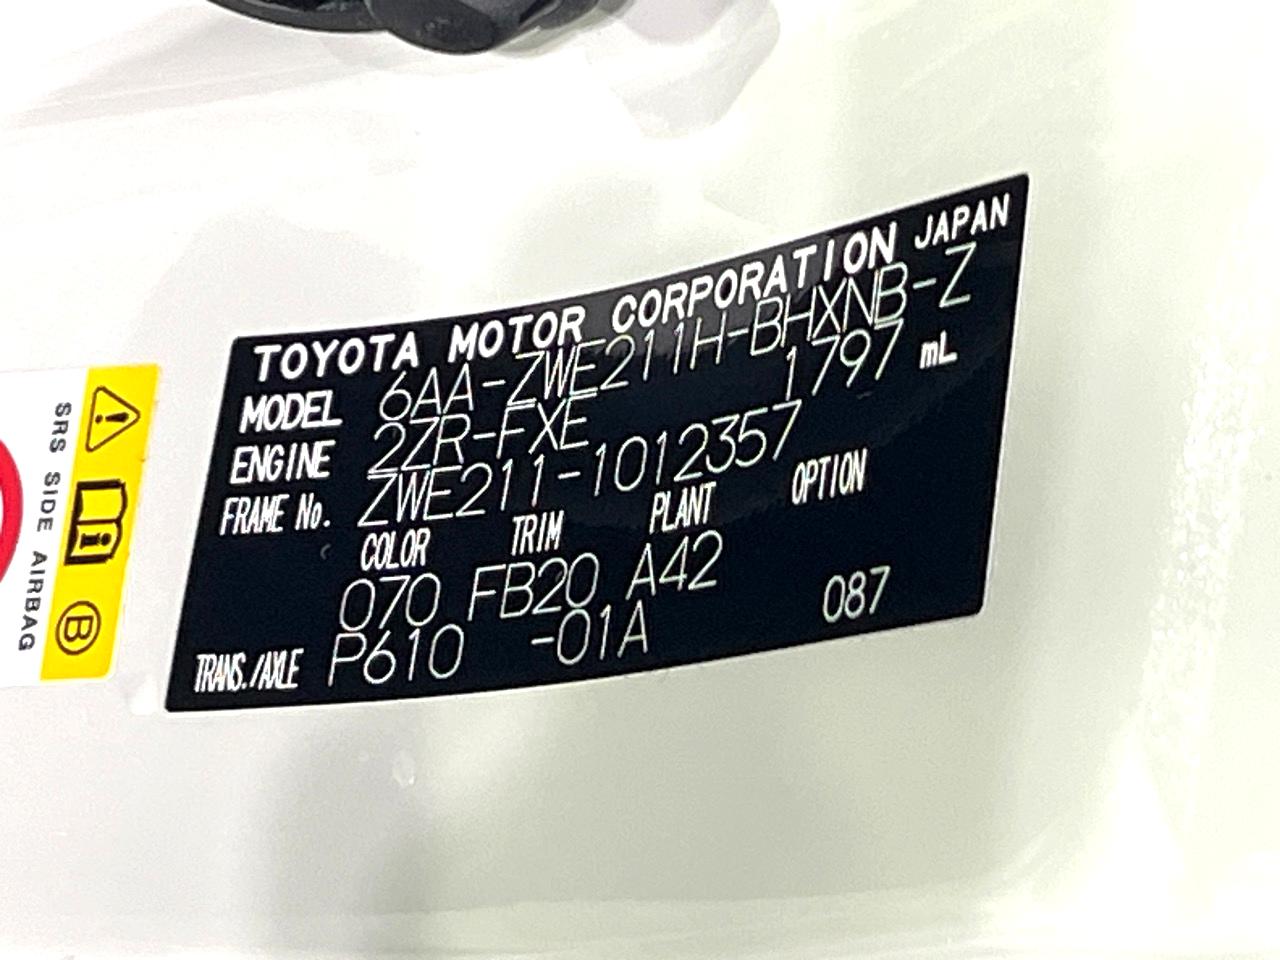 TOYOTA MOTOR CORPORATION JAPAN
MODEL 6AA-ZWE211H-BHXNB-Z
ENGINE 2ZR-FXE 1797 mL
FRAME No. ZWE211-1012357
COLOR TRIM PLANT OPTION
070 FB20 A42
TRANS./AXLE P610 -01A 087
SRS SIDE AIRBAG
i
B